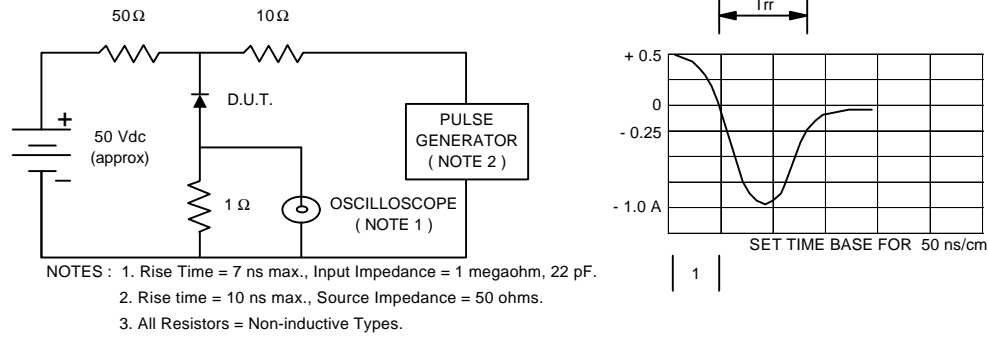 50 Ω
10 Ω
D.U.T.
+
50 Vdc
(approx)
−
1 Ω
OSCILLOSCOPE
( NOTE 1 )
PULSE
GENERATOR
( NOTE 2 )
NOTES : 1. Rise Time = 7 ns max., Input Impedance = 1 megaohm, 22 pF.
2. Rise time = 10 ns max., Source Impedance = 50 ohms.
3. All Resistors = Non-inductive Types.
Trr
+ 0.5
0
- 0.25
- 1.0 A
SET TIME BASE FOR 50 ns/cm
1